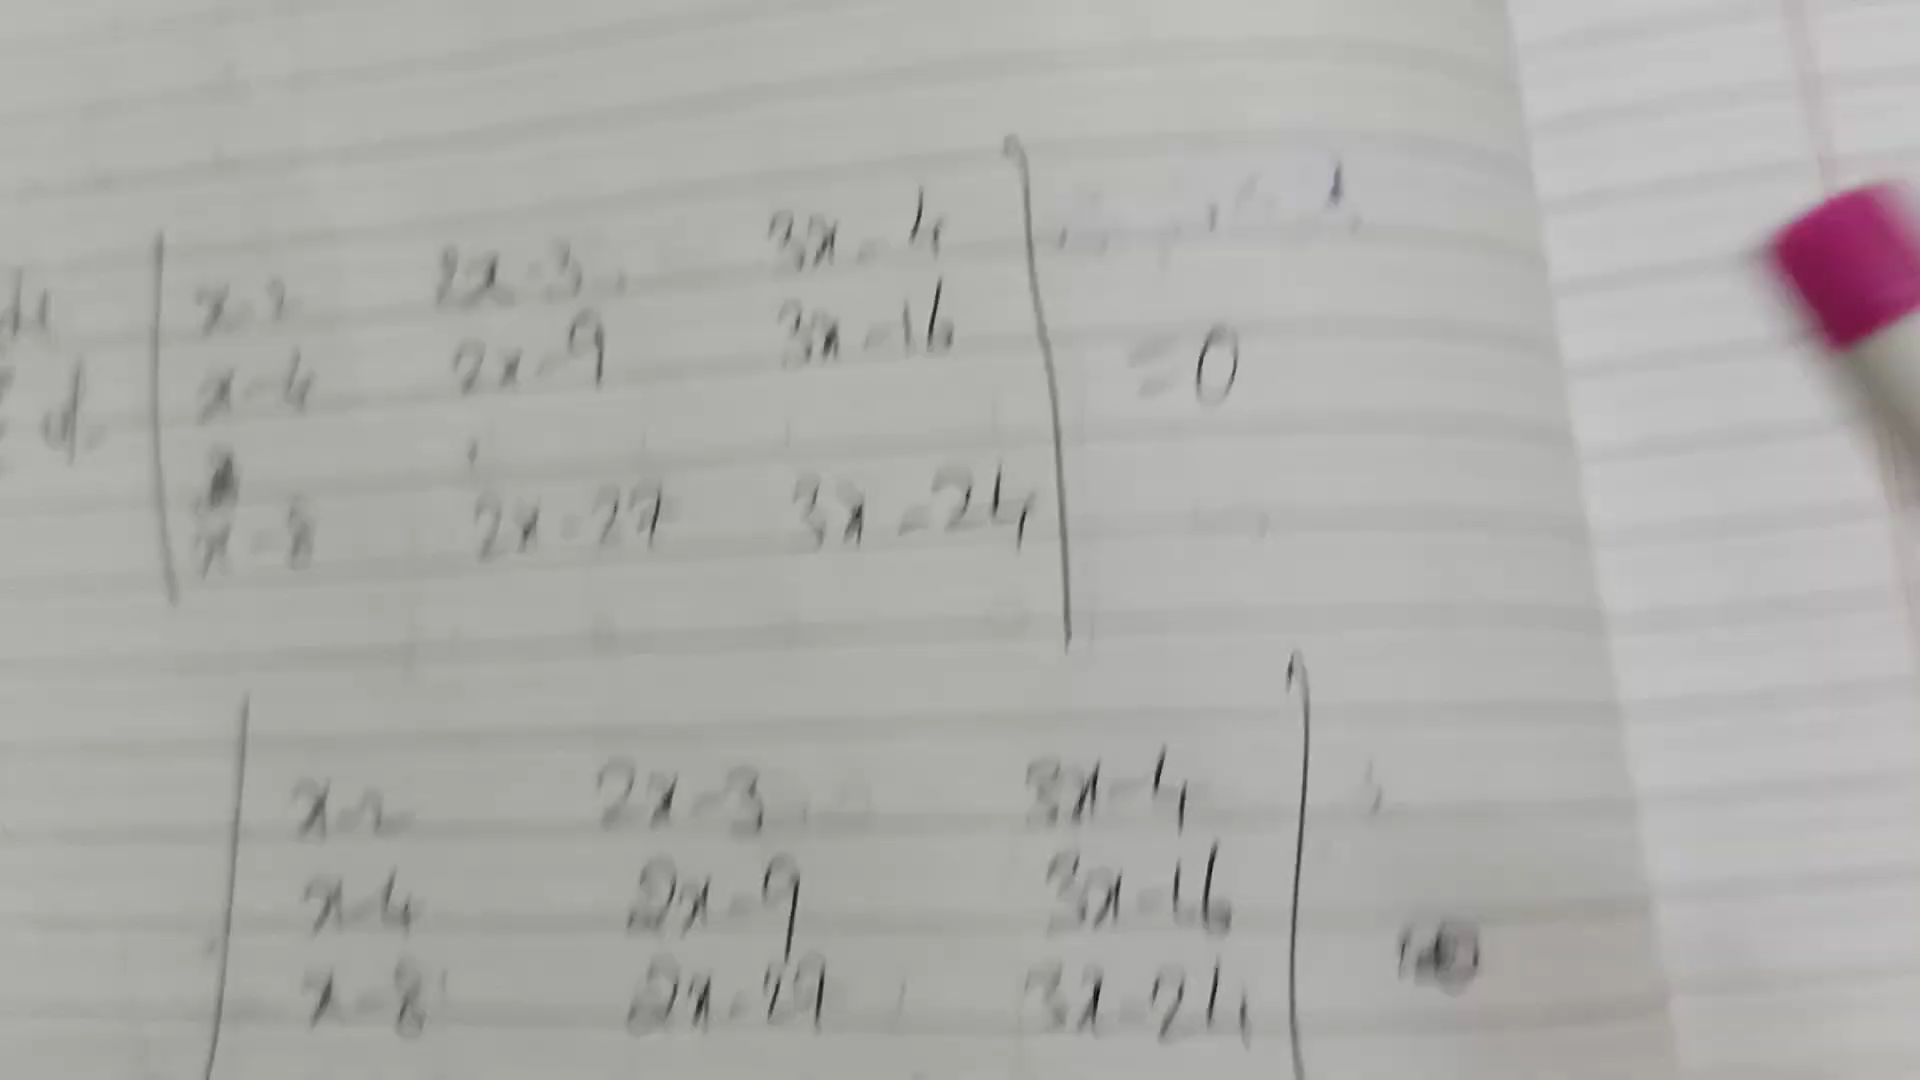 x-2 2x-3 3x-4
x-4 2x-9 3x-16 =0
x-8 2x-27 3x-24
x-2 2x-3 3x-4
x-4 2x-9 3x-16
x-8 2x-27 3x-24